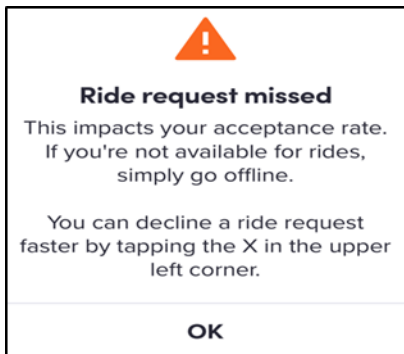 Ride request missed
This impacts your acceptance rate.
If you're not available for rides,
simply go offline.
You can decline a ride request
faster by tapping the X in the upper
left corner.
OK